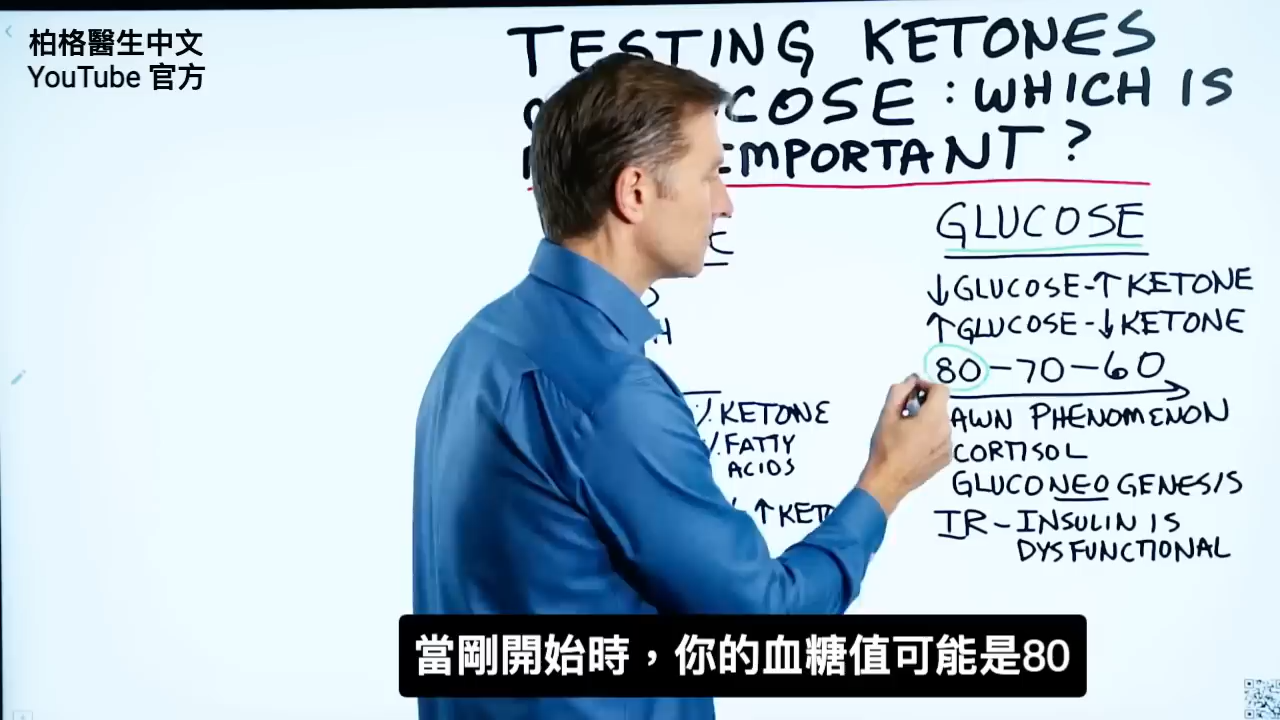 柏格醫生中文
YouTube 官方
TESTING KETONES
COSE : WHICH IS
IMPORTANT ?
GLUCOSE
↓GLUCOSE-↑KETONE
↑GLUCOSE-↓KETONE
80-70-60
% KETONE
AWN PHENOMENON
% FATTY
ACIDS
CORTISOL
GLUCONEOGENESIS
↑KETO
IR-INSULIN IS
DYSFUNCTIONAL
當剛開始時，你的血糖值可能是80